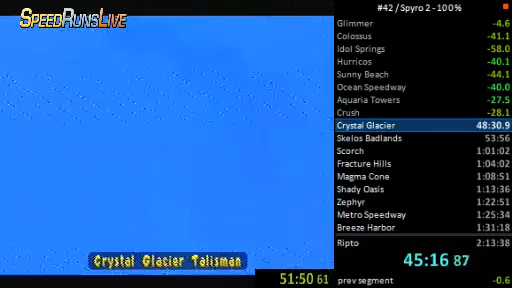 SPEEDRUNSLIVE
#42 / Spyro 2 - 100%
Glimmer -4.6
Colossus -41.1
Idol Springs -58.0
Hurricos -40.1
Sunny Beach -44.1
Ocean Speedway -40.0
Aquaria Towers -27.5
Crush -28.1
Crystal Glacier 48:30.9
Skelos Badlands 53:56
Scorch 1:01:02
Fracture Hills 1:04:02
Magma Cone 1:08:51
Shady Oasis 1:13:36
Zephyr 1:22:51
Metro Speedway 1:25:34
Breeze Harbor 1:31:18
Ripto 2:13:38
45:16 87
Crystal Glacier Talisman
51:50 61
prev segment -0.6